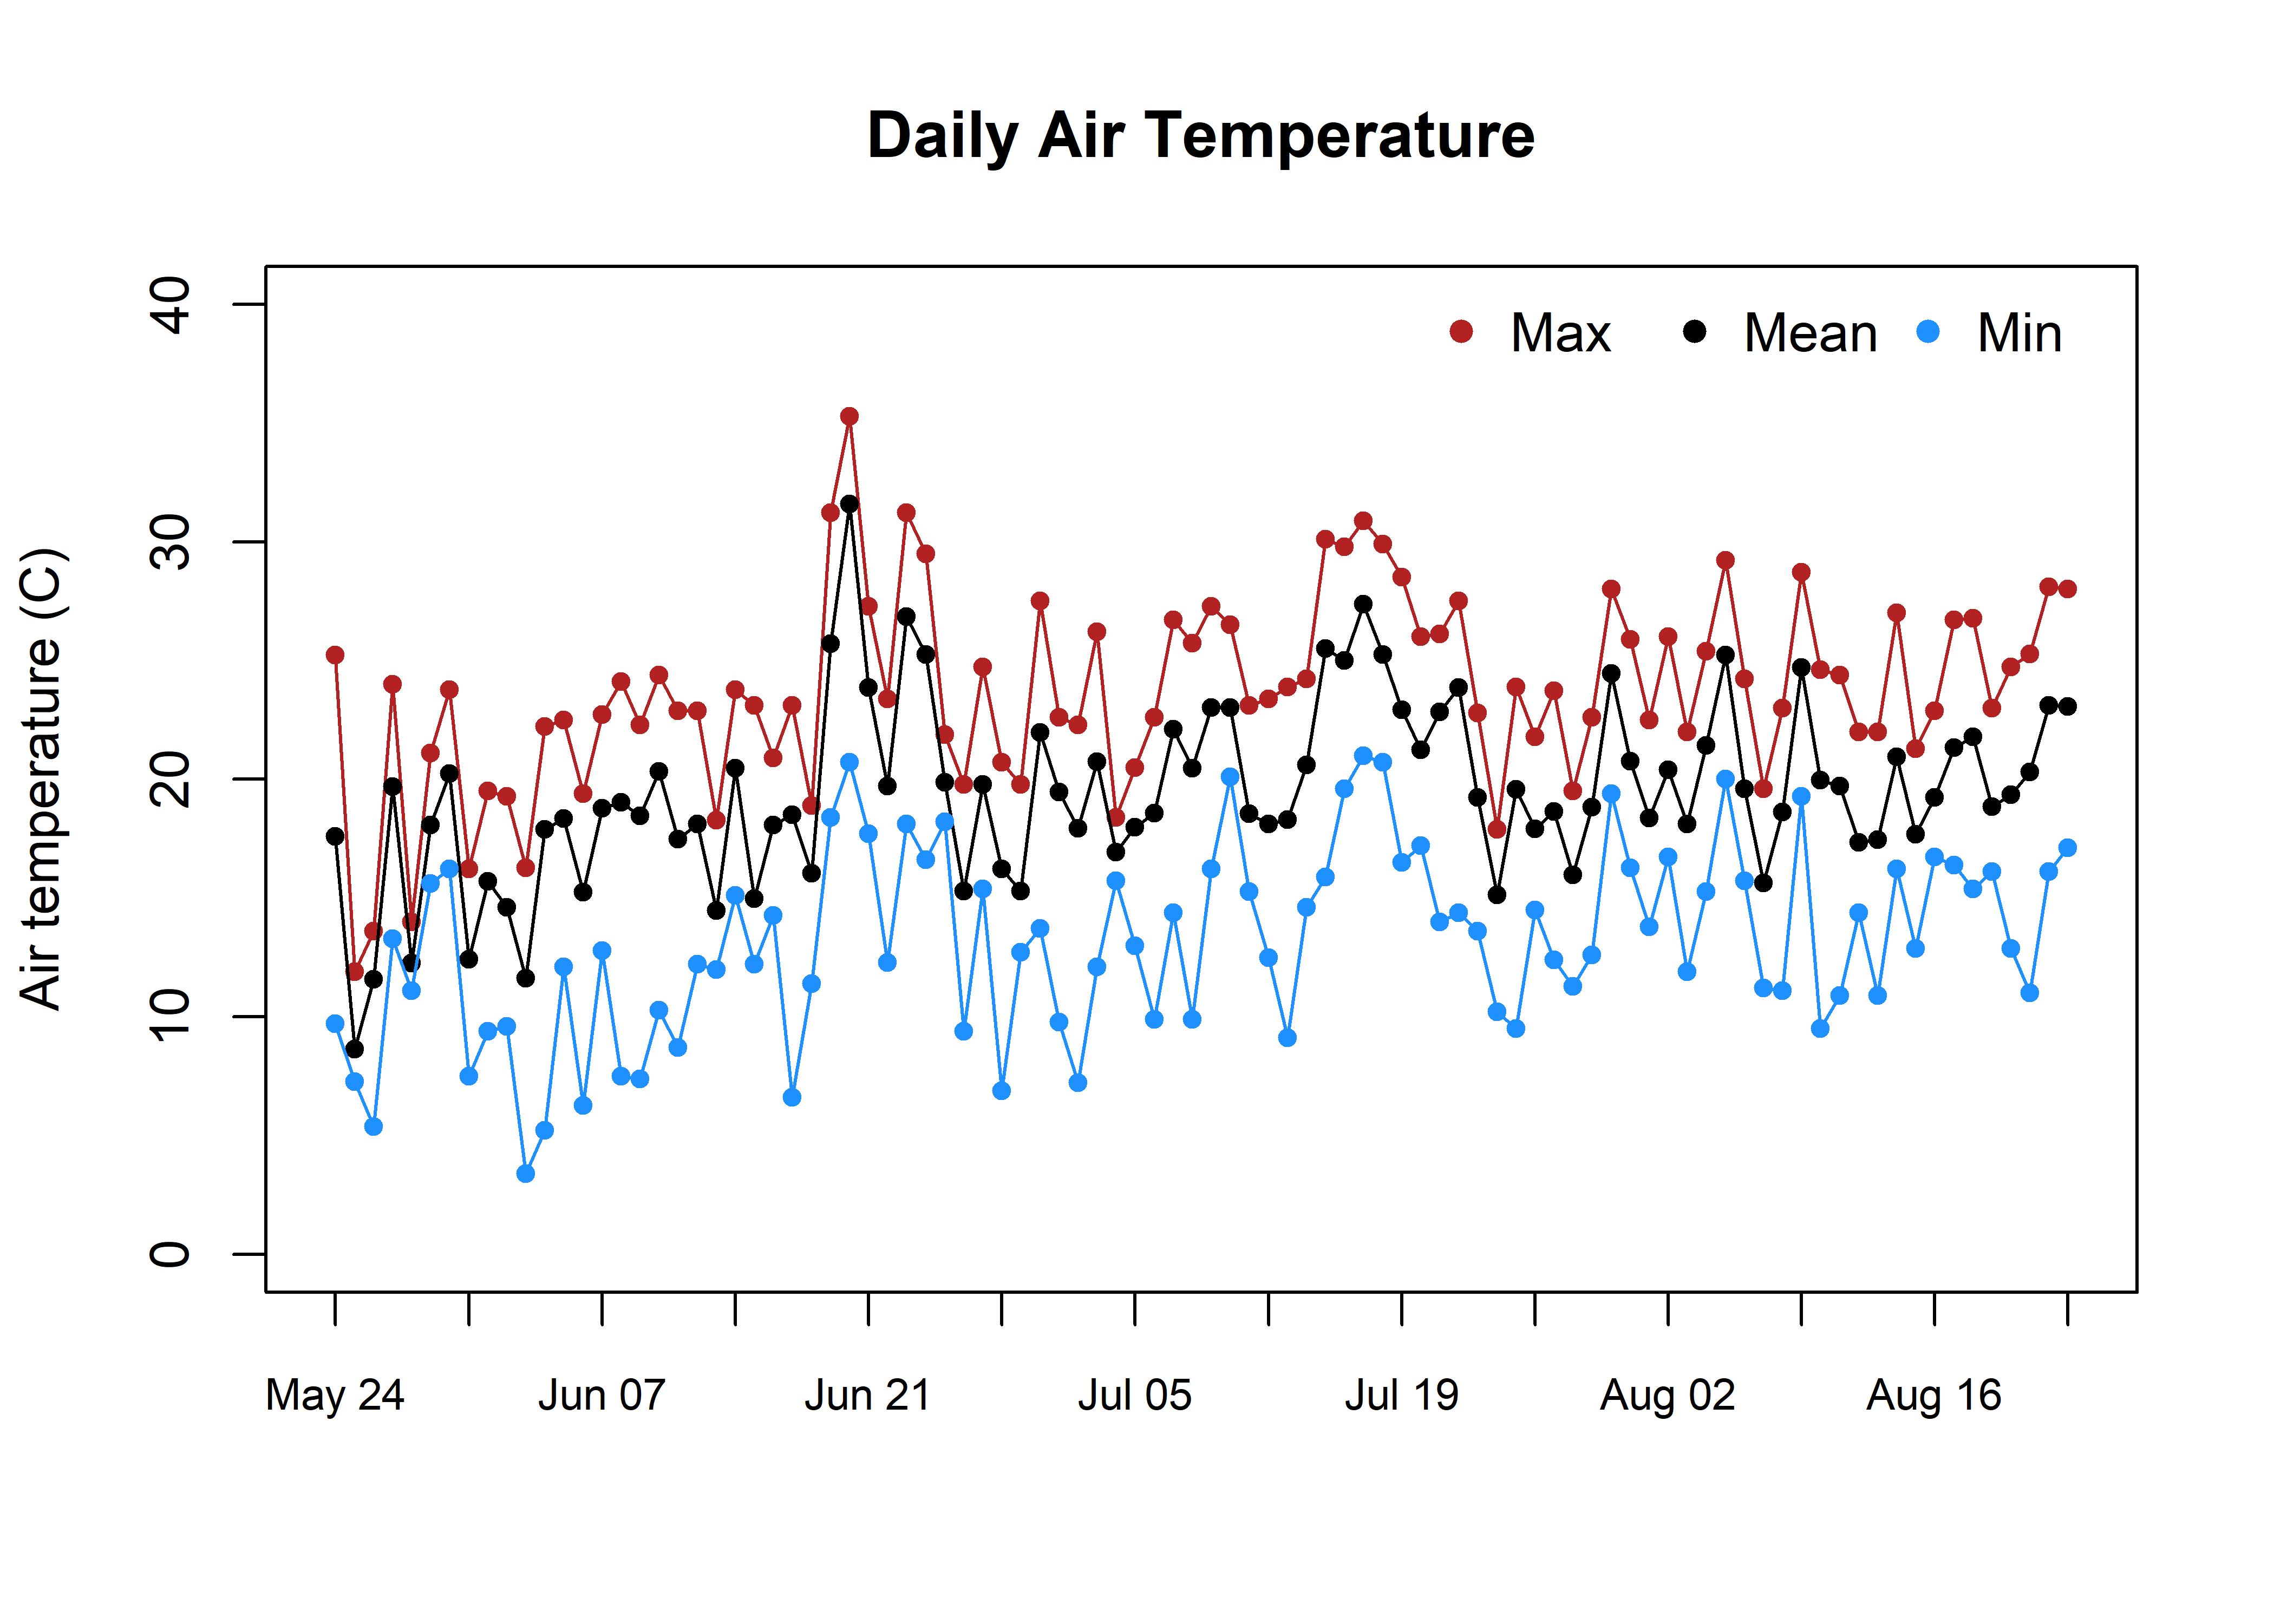 Daily Air Temperature
Max Mean Min
Air temperature (C)
40
30
20
10
0
May 24 Jun 07 Jun 21 Jul 05 Jul 19 Aug 02 Aug 16